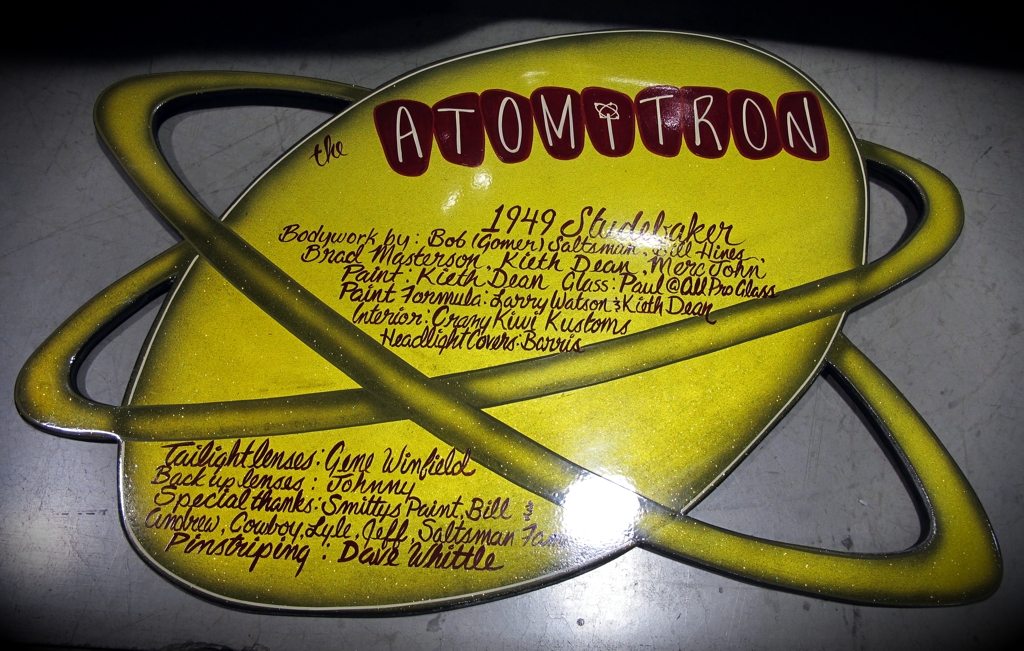 the ATOMiTRON
1949 Studebaker
Bodywork by: Bob (Gomer) Saltsman, Bill Hines,
Brad Masterson, Kieth Dean, Merc John
Paint: Kieth Dean Glass: Paul @ All Pro Glass
Paint Formula: Larry Watson & Kieth Dean
Interior: Crazy Kiwi Kustoms
Headlight Covers: Barris
Tailight lenses: Gene Winfield
Back up lenses: Johnny
Special thanks: Smittys Paint, Bill &
Andrew, Cowboy, Lyle, Jeff, Saltsman
Pinstriping: Dave Whittle